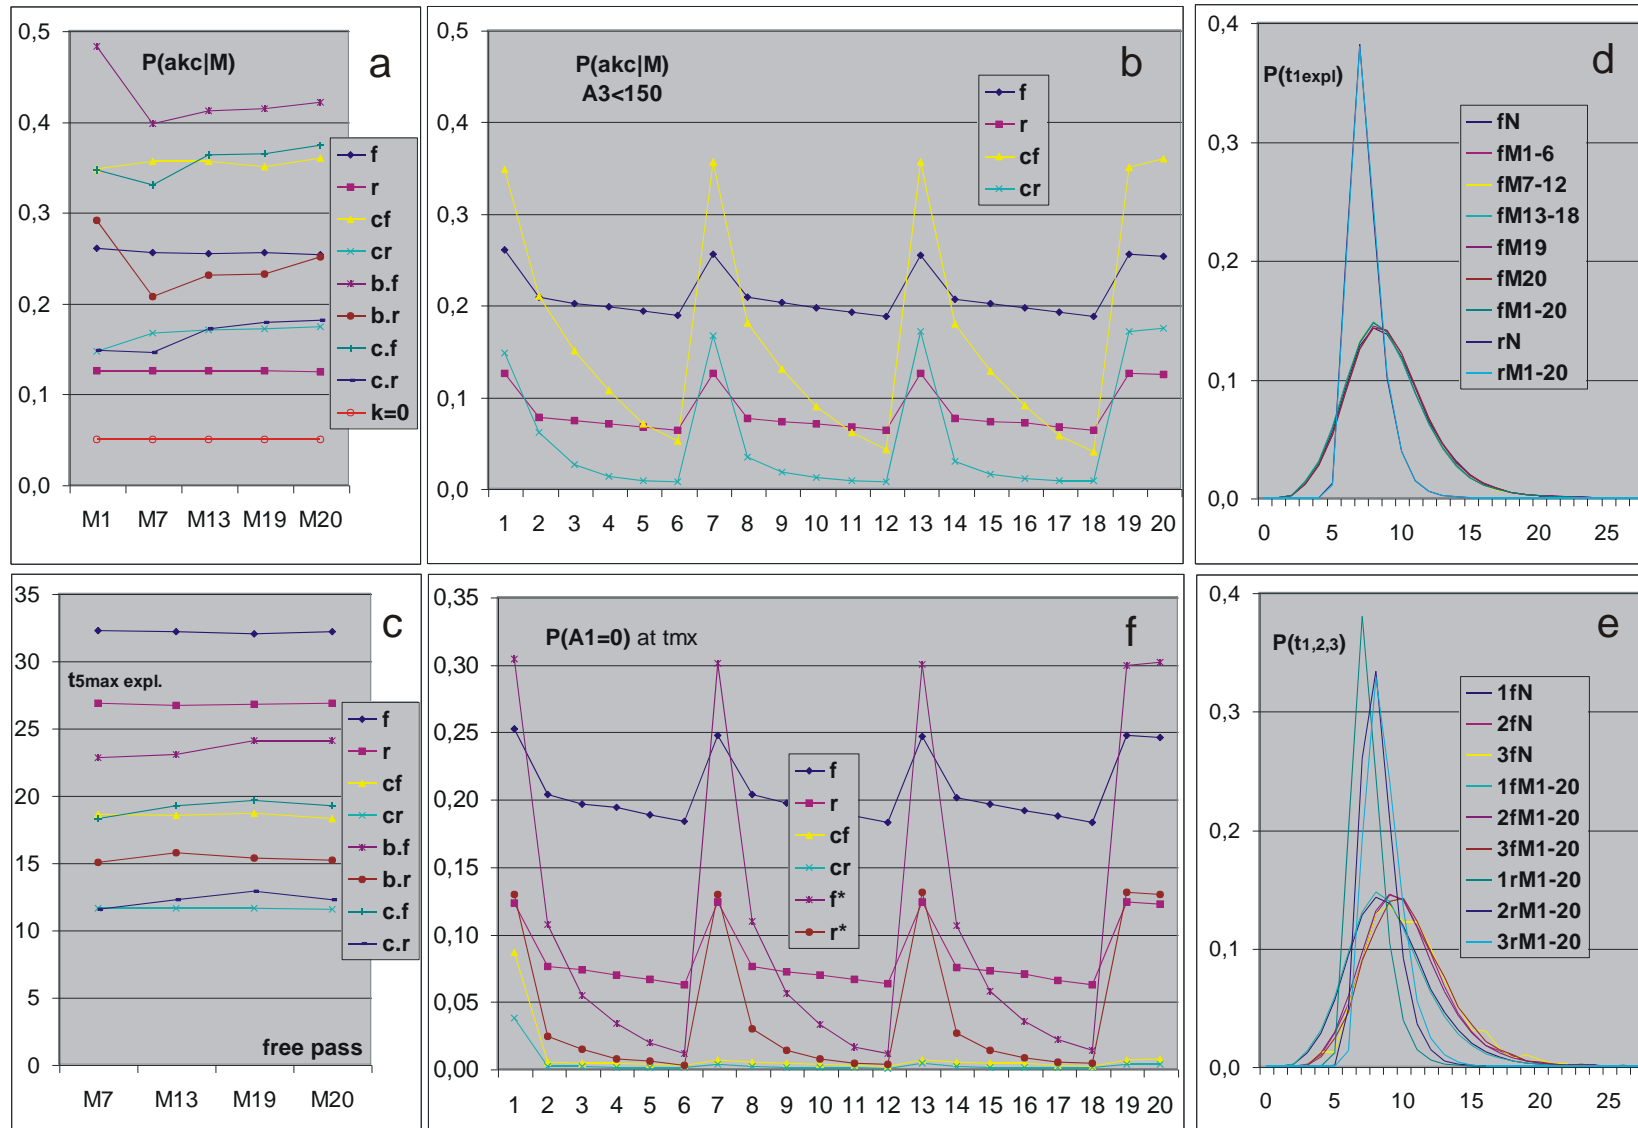 0,5
0,4
0,3
0,2
0,1
0,0
P(akc|M)
a
f
r
cf
cr
b.f
b.r
c.f
c.r
k=0
M1 M7 M13 M19 M20
0,5
0,4
0,3
0,2
0,1
0,0
P(akc|M)
A3<150
b
f
r
cf
cr
1 2 3 4 5 6 7 8 9 10 11 12 13 14 15 16 17 18 19 20
0,4
0,3
0,2
0,1
0,0
P(t1expl)
d
fN
fM1-6
fM7-12
fM13-18
fM19
fM20
fM1-20
rN
rM1-20
0 5 10 15 20 25
35
30
25
20
15
10
5
0
c
t5max expl.
f
r
cf
cr
b.f
b.r
c.f
c.r
free pass
M7 M13 M19 M20
0,35
0,30
0,25
0,20
0,15
0,10
0,05
0,00
P(A1=0) at tmx
f
f
r
cf
cr
f*
r*
1 2 3 4 5 6 7 8 9 10 11 12 13 14 15 16 17 18 19 20
0,4
0,3
0,2
0,1
0,0
P(t1,2,3)
e
1fN
2fN
3fN
1fM1-20
2fM1-20
3fM1-20
1rM1-20
2rM1-20
3rM1-20
0 5 10 15 20 25